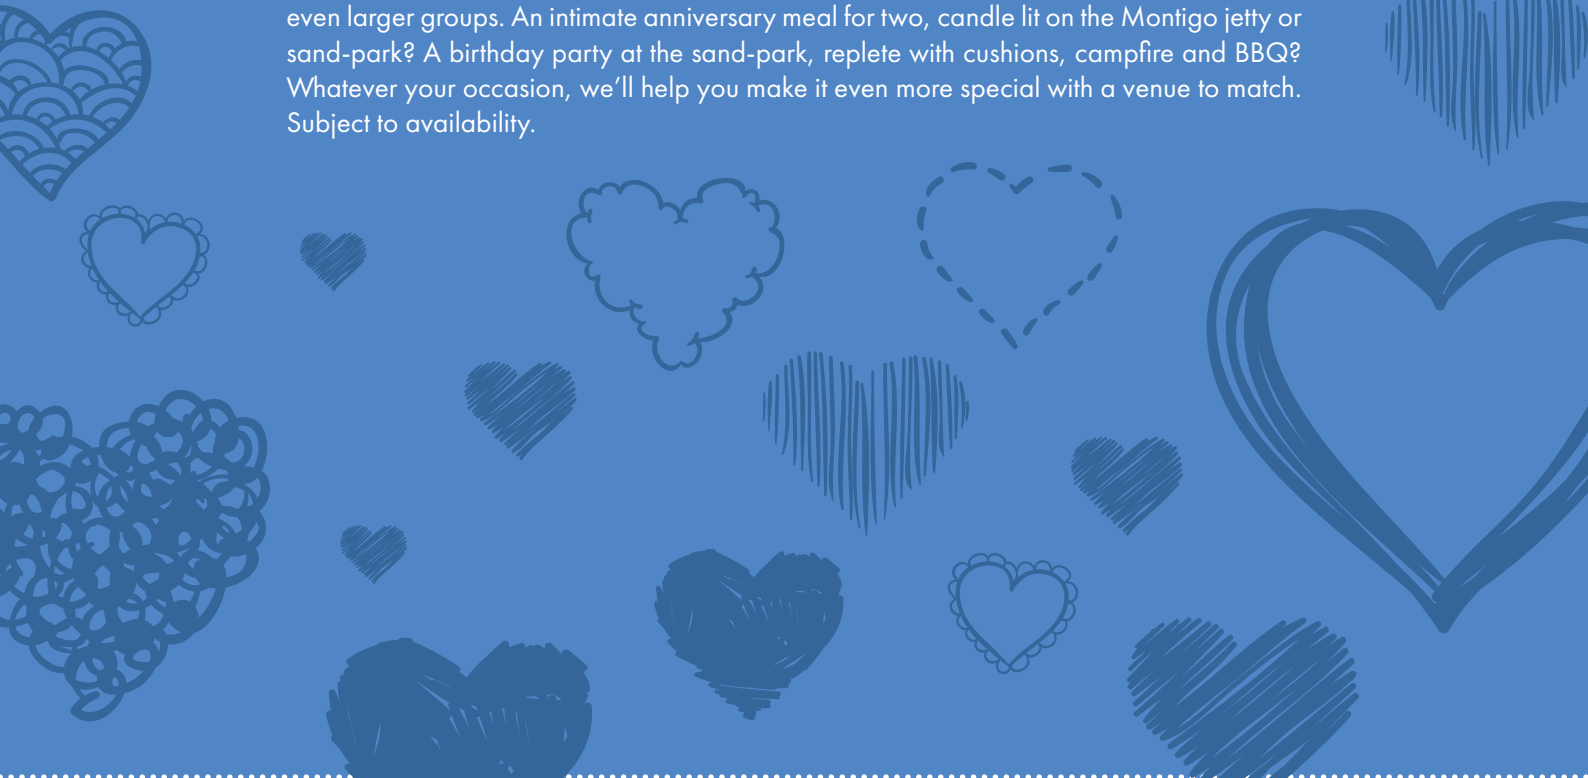 even larger groups. An intimate anniversary meal for two, candle lit on the Montigo jetty or
sand-park? A birthday party at the sand-park, replete with cushions, campfire and BBQ?
Whatever your occasion, we’ll help you make it even more special with a venue to match.
Subject to availability.